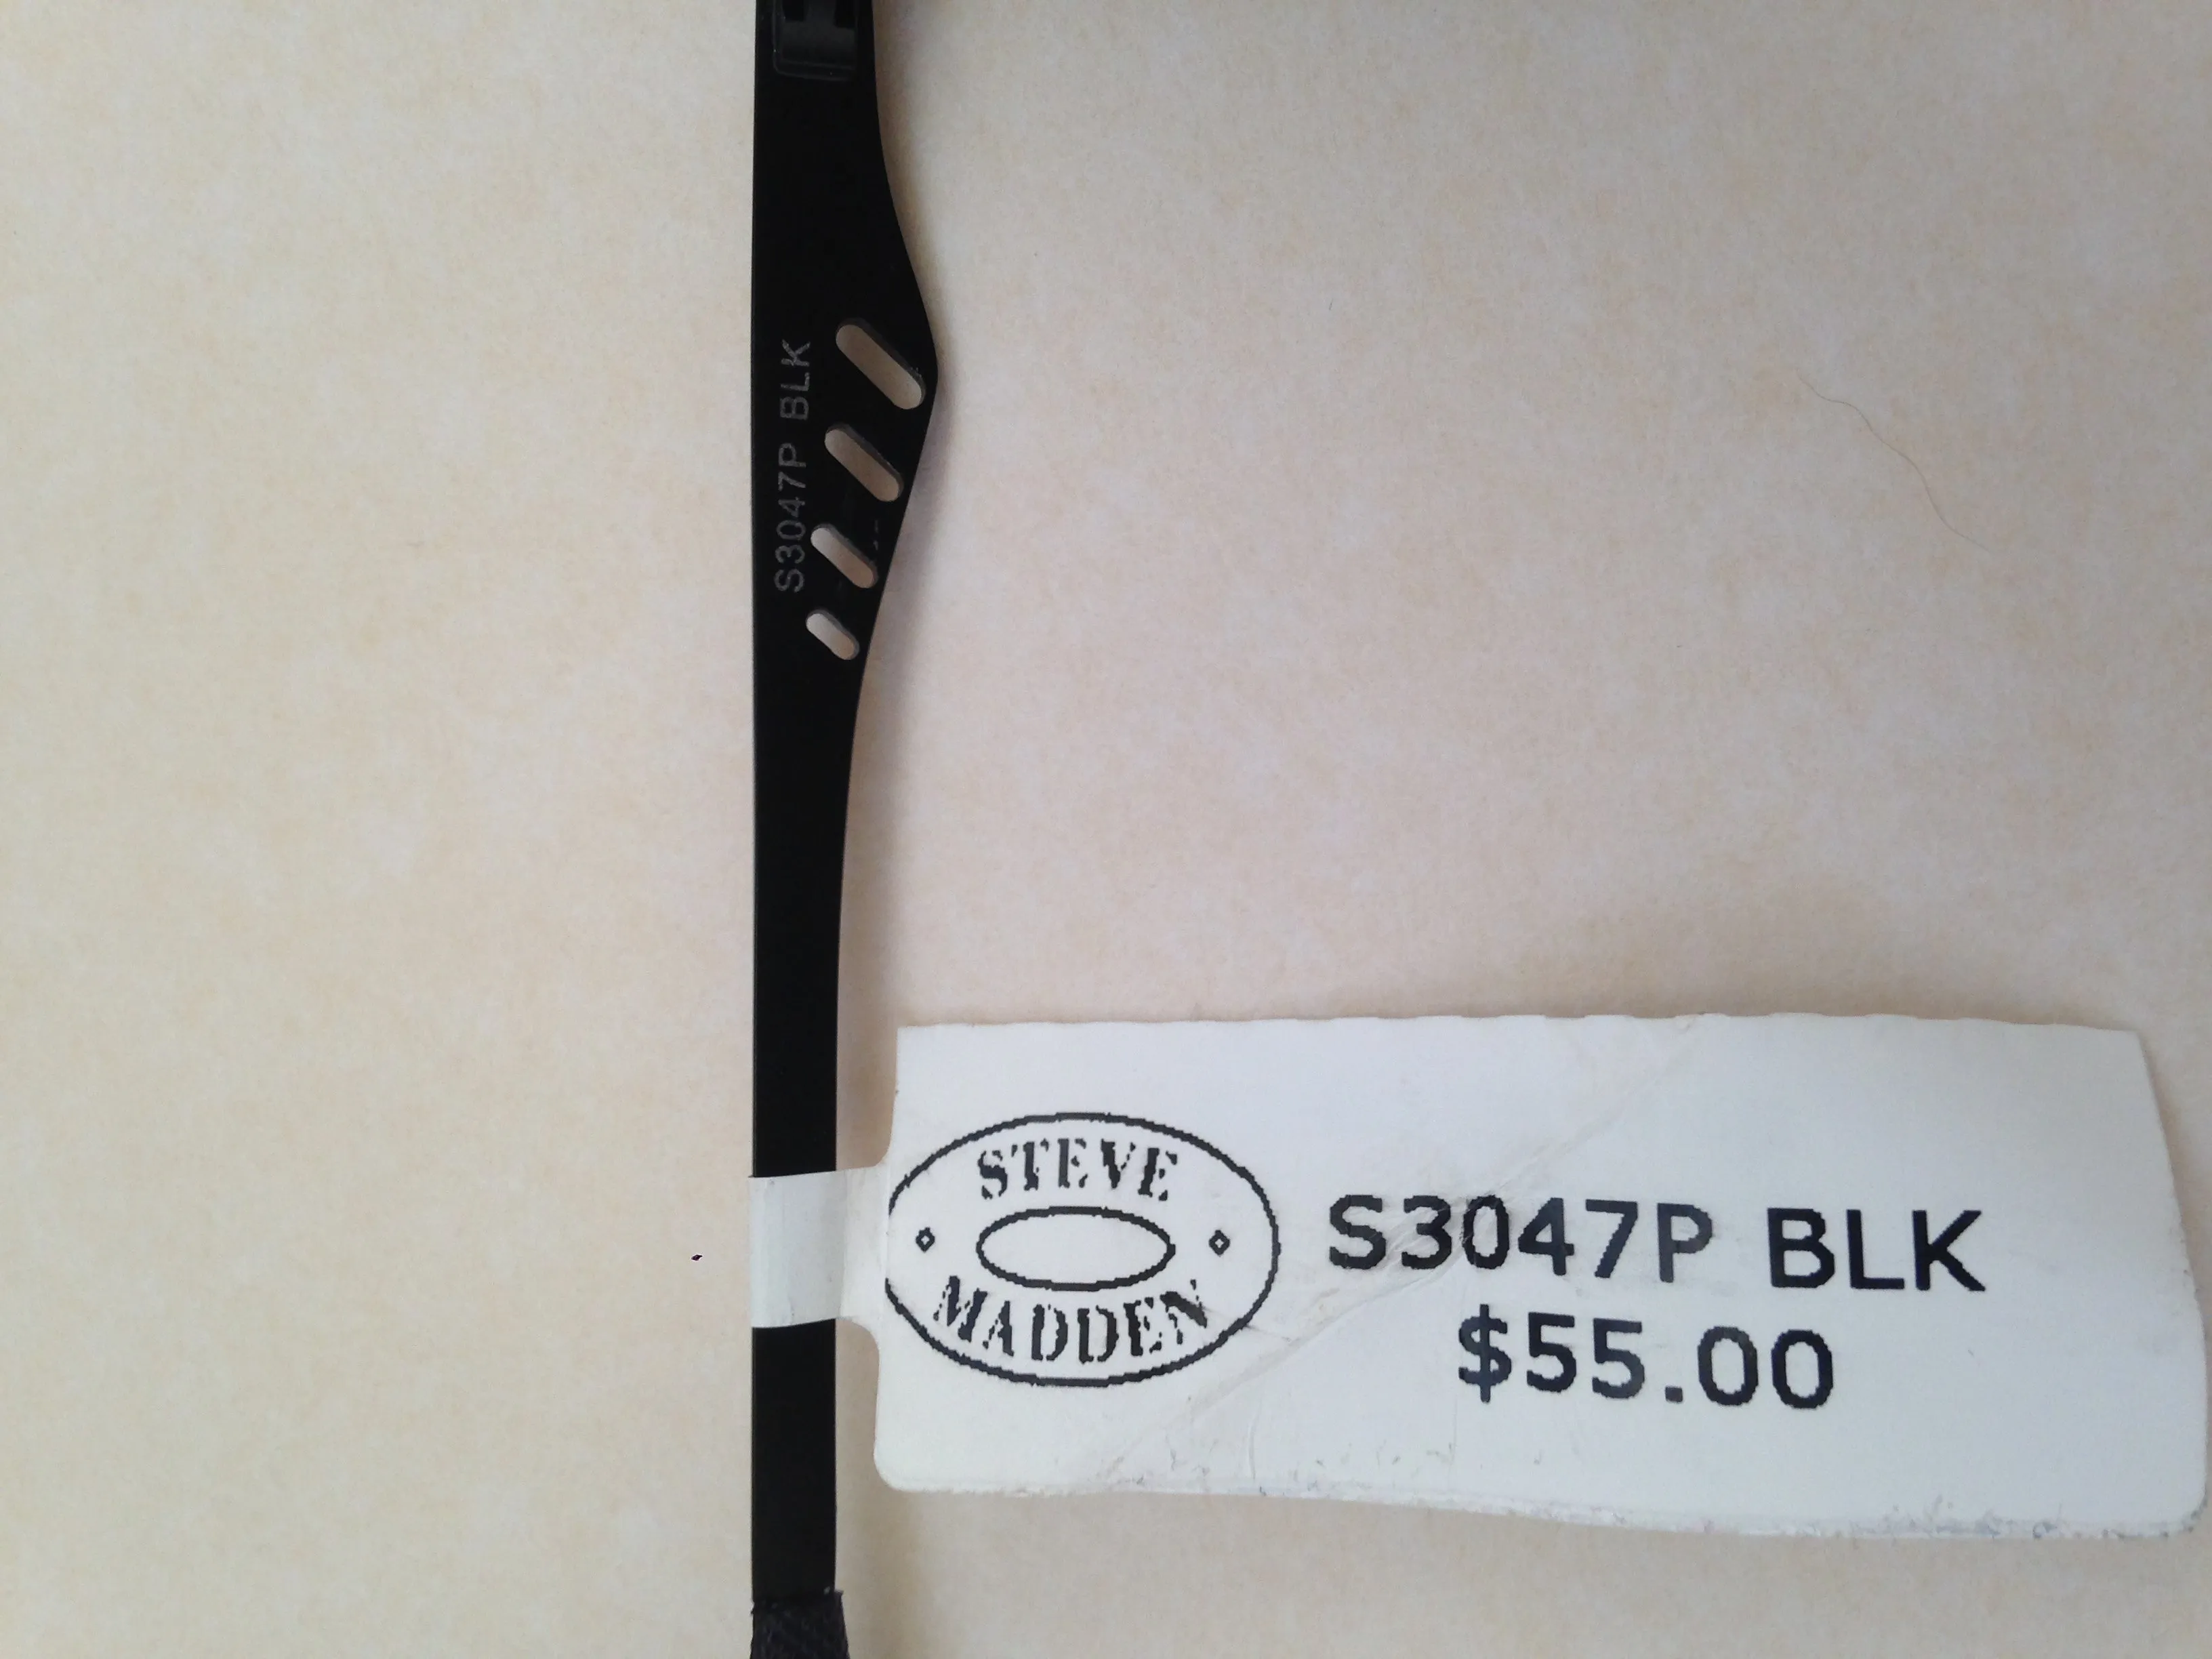 S3047P BLK
STEVE
MADDEN
S3047P BLK
$55.00